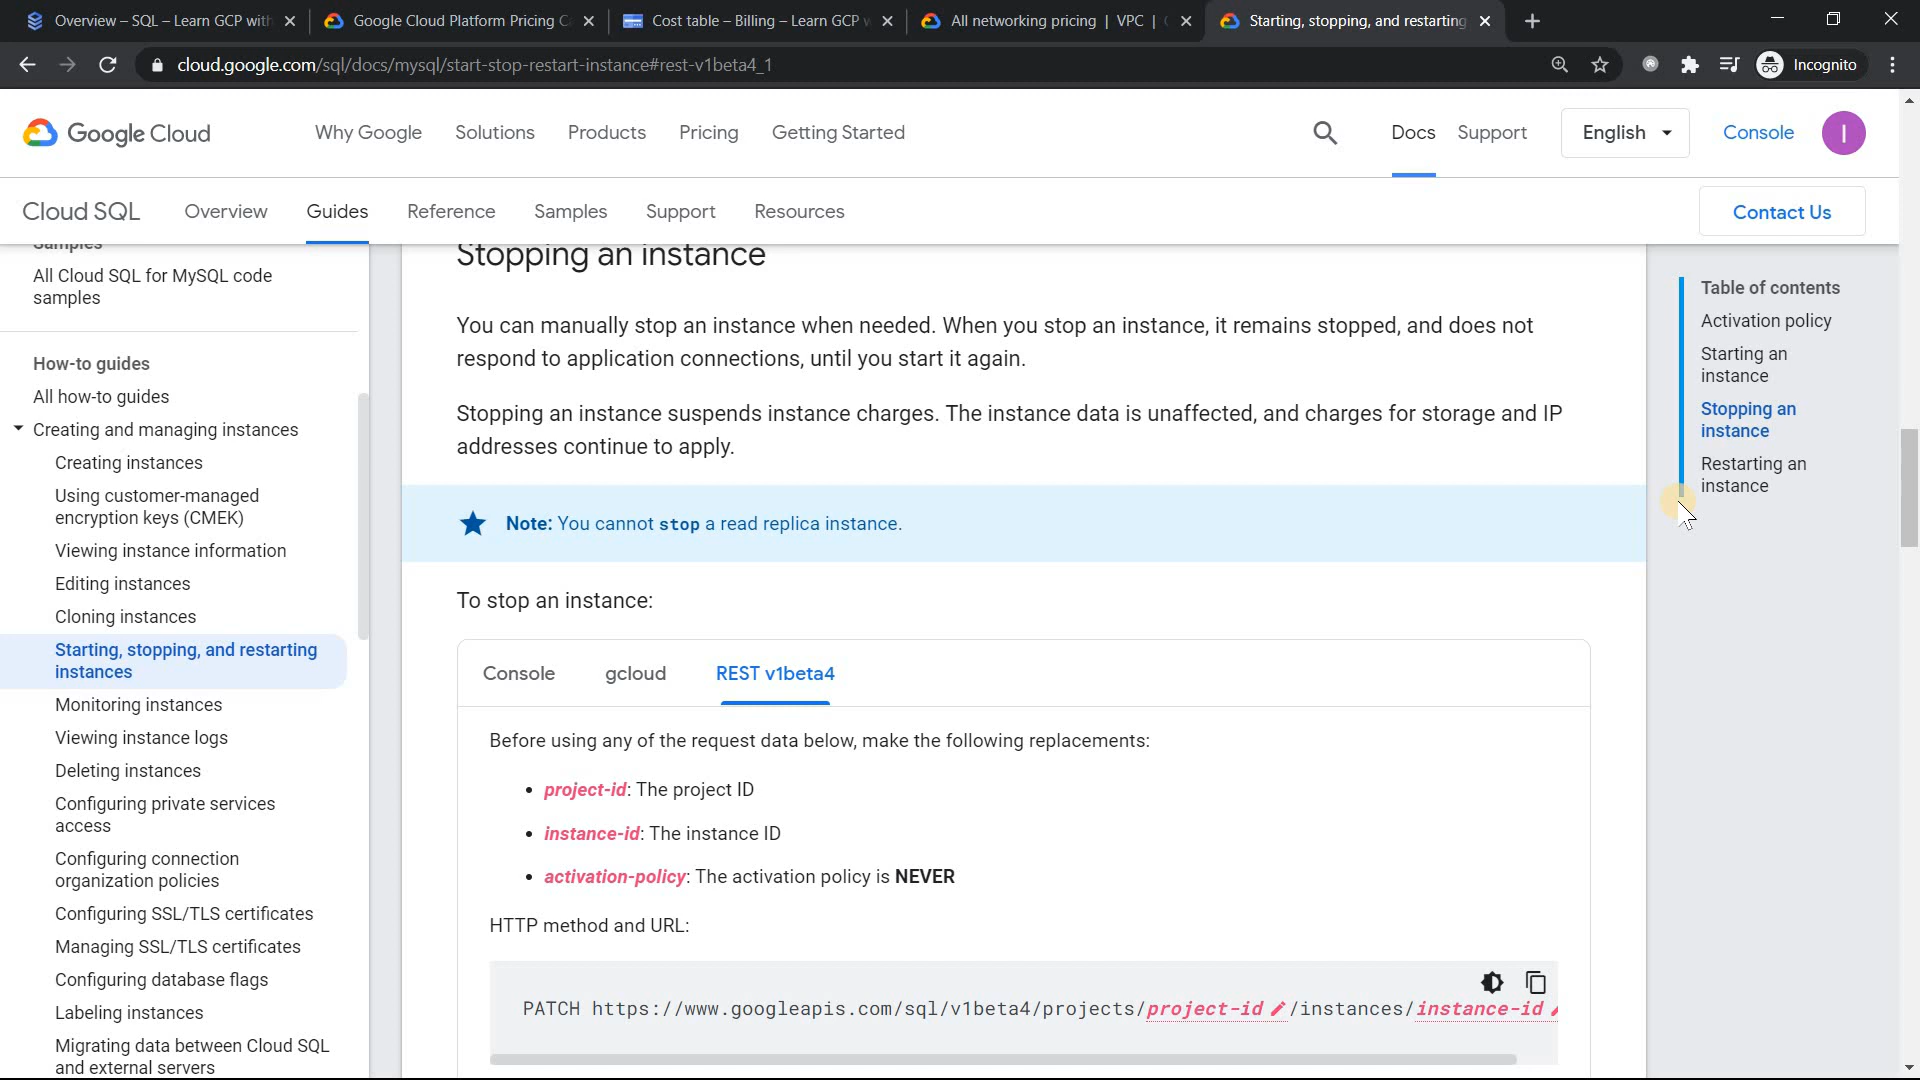 Overview – SQL – Learn GCP with
Google Cloud Platform Pricing C
Cost table – Billing – Learn GCP w
All networking pricing | VPC |
Starting, stopping, and restarting
cloud.google.com/sql/docs/mysql/start-stop-restart-instance#rest-v1beta4_1
Incognito
Google Cloud
Why Google
Solutions
Products
Pricing
Getting Started
Docs
Support
English
Console
I
Cloud SQL
Overview
Guides
Reference
Samples
Support
Resources
Contact Us
Samples
All Cloud SQL for MySQL code
samples
How-to guides
All how-to guides
Creating and managing instances
Creating instances
Using customer-managed
encryption keys (CMEK)
Viewing instance information
Editing instances
Cloning instances
Starting, stopping, and restarting
instances
Monitoring instances
Viewing instance logs
Deleting instances
Configuring private services
access
Configuring connection
organization policies
Configuring SSL/TLS certificates
Managing SSL/TLS certificates
Configuring database flags
Labeling instances
Migrating data between Cloud SQL
and external servers
Stopping an instance
You can manually stop an instance when needed. When you stop an instance, it remains stopped, and does not
respond to application connections, until you start it again.
Stopping an instance suspends instance charges. The instance data is unaffected, and charges for storage and IP
addresses continue to apply.
Note: You cannot stop a read replica instance.
To stop an instance:
Console
gcloud
REST v1beta4
Before using any of the request data below, make the following replacements:
• project-id: The project ID
• instance-id: The instance ID
• activation-policy: The activation policy is NEVER
HTTP method and URL:
PATCH https://www.googleapis.com/sql/v1beta4/projects/project-id/instances/instance-id
Table of contents
Activation policy
Starting an
instance
Stopping an
instance
Restarting an
instance